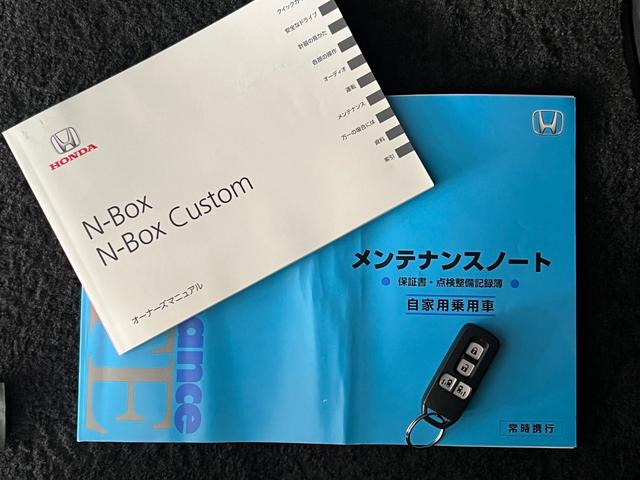 クイックガイド
安全なドライブ
計器の見かた
各部の操作
オーディオ
運転
メンテナンス
万一の場合には
資料
索引
HONDA
N-Box
N-Box Custom
オーナーズマニュアル
メンテナンスノート
保証書・点検整備記録簿
自家用乗用車
常時携行